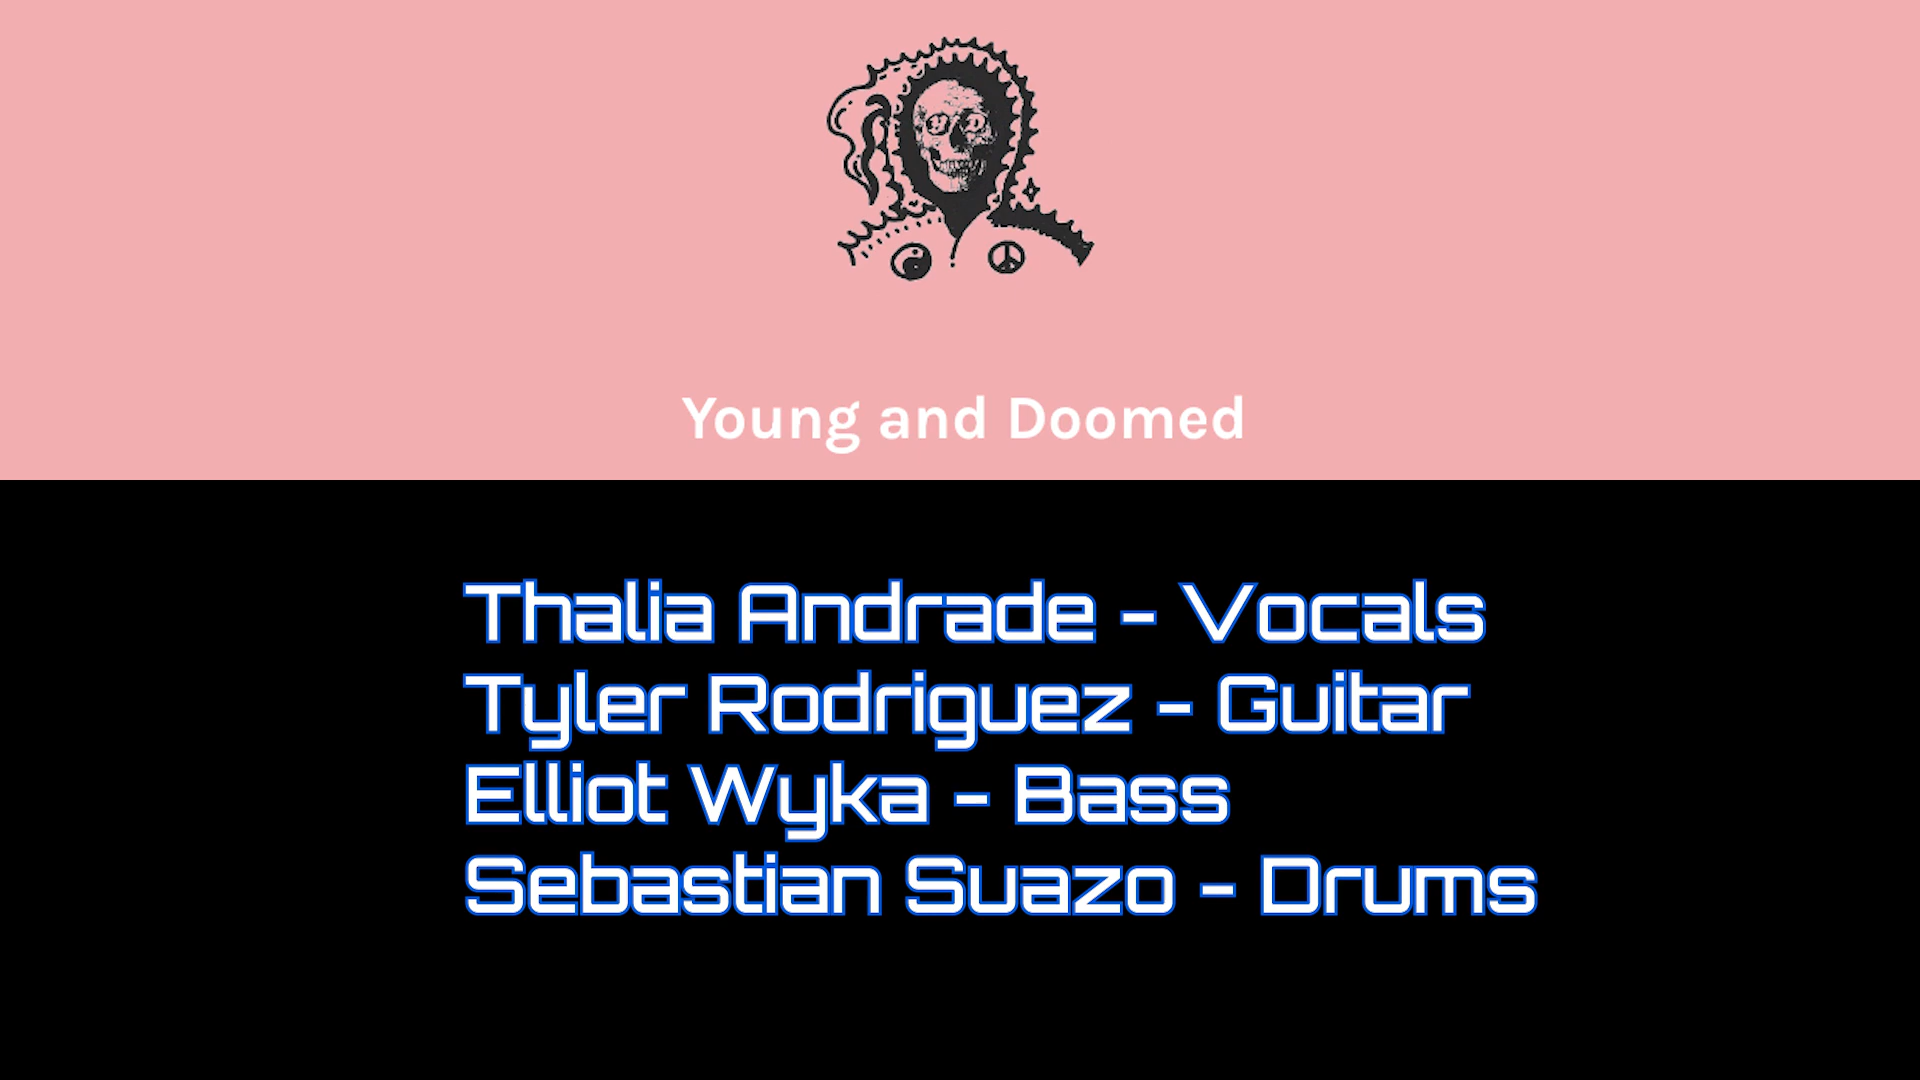 Young and Doomed
Thalia Andrade - Vocals
Tyler Rodriguez - Guitar
Elliot Wyka - Bass
Sebastian Suazo - Drums